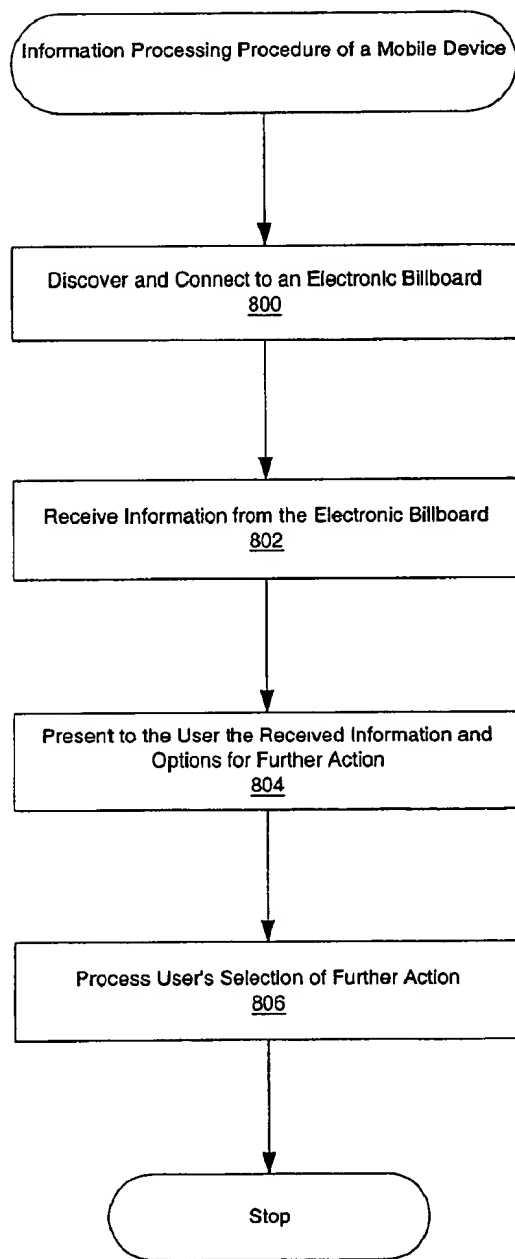 Information Processing Procedure of a Mobile Device
Discover and Connect to an Electronic Billboard
800
Receive Information from the Electronic Billboard
802
Present to the User the Received Information and
Options for Further Action
804
Process User's Selection of Further Action
806
Stop